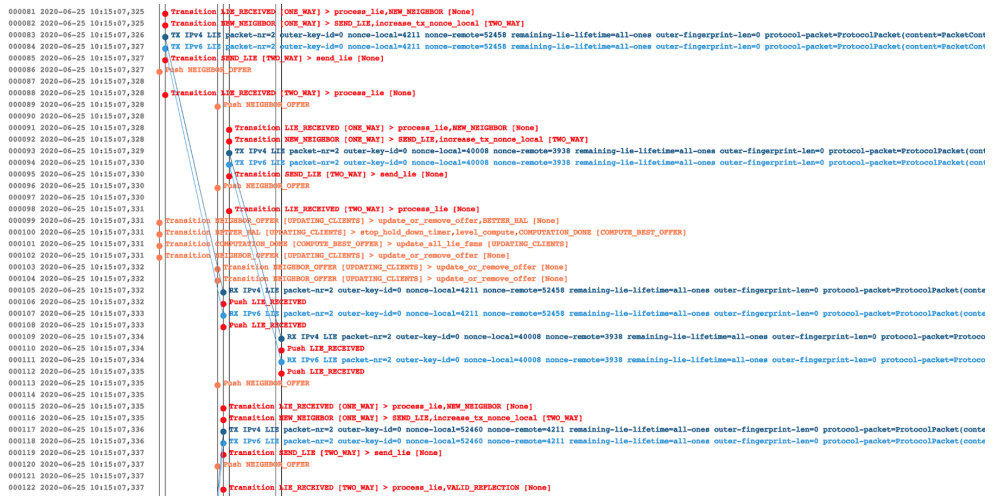 000081 2020-06-25 10:15:07,325 Transition LIE_RECEIVED [ONE_WAY] > process_lie,NEW_NEIGHBOR [None]
000082 2020-06-25 10:15:07,325 Transition NEW_NEIGHBOR [ONE_WAY] > SEND_LIE,increase_tx_nonce_local [TWO_WAY]
000083 2020-06-25 10:15:07,326 TX IPv4 LIE packet-nr=2 outer-key-id=0 nonce-local=4211 nonce-remote=52458 remaining-lie-lifetime=all-ones outer-fingerprint-len=0 protocol-packet=ProtocolPacket(content=PacketCont
000084 2020-06-25 10:15:07,327 TX IPv6 LIE packet-nr=2 outer-key-id=0 nonce-local=4211 nonce-remote=52458 remaining-lie-lifetime=all-ones outer-fingerprint-len=0 protocol-packet=ProtocolPacket(content=PacketCont
000085 2020-06-25 10:15:07,327 Transition SEND_LIE [TWO_WAY] > send_lie [None]
000086 2020-06-25 10:15:07,327 Push NEIGHBOR_OFFER
000087 2020-06-25 10:15:07,328
000088 2020-06-25 10:15:07,328 Transition LIE_RECEIVED [TWO_WAY] > process_lie [None]
000089 2020-06-25 10:15:07,328 Push NEIGHBOR_OFFER
000090 2020-06-25 10:15:07,328
000091 2020-06-25 10:15:07,328 Transition LIE_RECEIVED [ONE_WAY] > process_lie,NEW_NEIGHBOR [None]
000092 2020-06-25 10:15:07,328 Transition NEW_NEIGHBOR [ONE_WAY] > SEND_LIE,increase_tx_nonce_local [TWO_WAY]
000093 2020-06-25 10:15:07,329 TX IPv4 LIE packet-nr=2 outer-key-id=0 nonce-local=40008 nonce-remote=3938 remaining-lie-lifetime=all-ones outer-fingerprint-len=0 protocol-packet=ProtocolPacket(cont
000094 2020-06-25 10:15:07,330 TX IPv6 LIE packet-nr=2 outer-key-id=0 nonce-local=40008 nonce-remote=3938 remaining-lie-lifetime=all-ones outer-fingerprint-len=0 protocol-packet=ProtocolPacket(cont
000095 2020-06-25 10:15:07,330 Transition SEND_LIE [TWO_WAY] > send_lie [None]
000096 2020-06-25 10:15:07,330 Push NEIGHBOR_OFFER
000097 2020-06-25 10:15:07,330
000098 2020-06-25 10:15:07,331 Transition LIE_RECEIVED [TWO_WAY] > process_lie [None]
000099 2020-06-25 10:15:07,331 Transition NEIGHBOR_OFFER [UPDATING_CLIENTS] > update_or_remove_offer,BETTER_HAL [None]
000100 2020-06-25 10:15:07,331 Transition BETTER_HAL [UPDATING_CLIENTS] > stop_hold_down_timer,level_compute,COMPUTATION_DONE [COMPUTE_BEST_OFFER]
000101 2020-06-25 10:15:07,331 Transition COMPUTATION_DONE [COMPUTE_BEST_OFFER] > update_all_lie_fsms [UPDATING_CLIENTS]
000102 2020-06-25 10:15:07,331 Transition NEIGHBOR_OFFER [UPDATING_CLIENTS] > update_or_remove_offer [None]
000103 2020-06-25 10:15:07,332 Transition NEIGHBOR_OFFER [UPDATING_CLIENTS] > update_or_remove_offer [None]
000104 2020-06-25 10:15:07,332 Transition NEIGHBOR_OFFER [UPDATING_CLIENTS] > update_or_remove_offer [None]
000105 2020-06-25 10:15:07,332 RX IPv4 LIE packet-nr=2 outer-key-id=0 nonce-local=4211 nonce-remote=52458 remaining-lie-lifetime=all-ones outer-fingerprint-len=0 protocol-packet=ProtocolPacket(conte
000106 2020-06-25 10:15:07,332 Push LIE_RECEIVED
000107 2020-06-25 10:15:07,333 RX IPv6 LIE packet-nr=2 outer-key-id=0 nonce-local=4211 nonce-remote=52458 remaining-lie-lifetime=all-ones outer-fingerprint-len=0 protocol-packet=ProtocolPacket(conte
000108 2020-06-25 10:15:07,333 Push LIE_RECEIVED
000109 2020-06-25 10:15:07,334 RX IPv4 LIE packet-nr=2 outer-key-id=0 nonce-local=40008 nonce-remote=3938 remaining-lie-lifetime=all-ones outer-fingerprint-len=0 protocol-packet=Protoco
000110 2020-06-25 10:15:07,334 Push LIE_RECEIVED
000111 2020-06-25 10:15:07,334 RX IPv6 LIE packet-nr=2 outer-key-id=0 nonce-local=40008 nonce-remote=3938 remaining-lie-lifetime=all-ones outer-fingerprint-len=0 protocol-packet=Protoco
000112 2020-06-25 10:15:07,335 Push LIE_RECEIVED
000113 2020-06-25 10:15:07,335 Push NEIGHBOR_OFFER
000114 2020-06-25 10:15:07,335
000115 2020-06-25 10:15:07,335 Transition LIE_RECEIVED [ONE_WAY] > process_lie,NEW_NEIGHBOR [None]
000116 2020-06-25 10:15:07,335 Transition NEW_NEIGHBOR [ONE_WAY] > SEND_LIE,increase_tx_nonce_local [TWO_WAY]
000117 2020-06-25 10:15:07,336 TX IPv4 LIE packet-nr=2 outer-key-id=0 nonce-local=52460 nonce-remote=4211 remaining-lie-lifetime=all-ones outer-fingerprint-len=0 protocol-packet=ProtocolPacket(conte
000118 2020-06-25 10:15:07,336 TX IPv6 LIE packet-nr=2 outer-key-id=0 nonce-local=52460 nonce-remote=4211 remaining-lie-lifetime=all-ones outer-fingerprint-len=0 protocol-packet=ProtocolPacket(conte
000119 2020-06-25 10:15:07,337 Transition SEND_LIE [TWO_WAY] > send_lie [None]
000120 2020-06-25 10:15:07,337 Push NEIGHBOR_OFFER
000121 2020-06-25 10:15:07,337
000122 2020-06-25 10:15:07,337 Transition LIE_RECEIVED [TWO_WAY] > process_lie,VALID_REFLECTION [None]